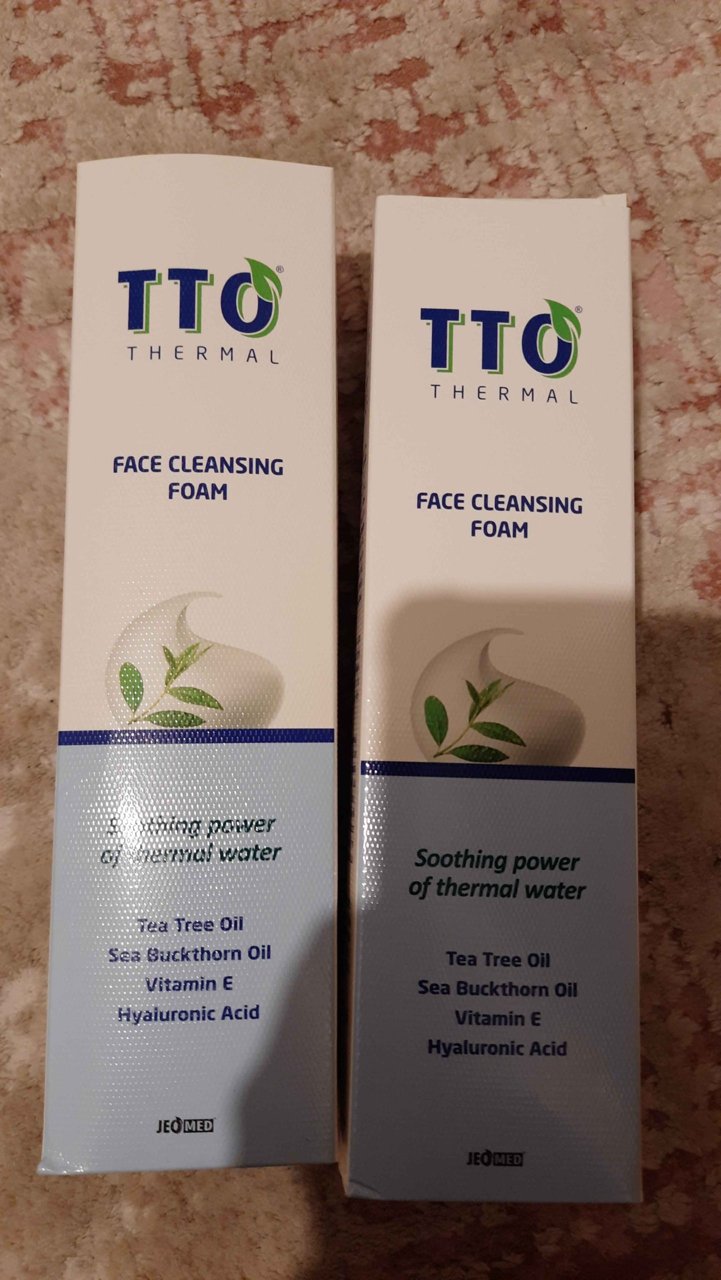 TTO®
THERMAL
FACE CLEANSING
FOAM
Soothing power
of thermal water
Tea Tree Oil
Sea Buckthorn Oil
Vitamin E
Hyaluronic Acid
JEOMED
TTO®
THERMAL
FACE CLEANSING
FOAM
Soothing power
of thermal water
Tea Tree Oil
Sea Buckthorn Oil
Vitamin E
Hyaluronic Acid
JEOMED